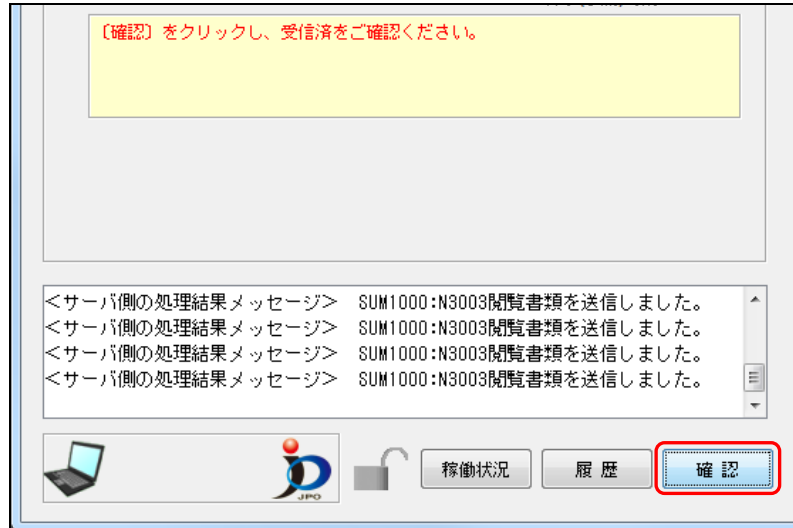 〔確認〕をクリックし、受信済をご確認ください。
＜サーバ側の処理結果メッセージ＞　SUM1000:N3003閲覧書類を送信しました。
＜サーバ側の処理結果メッセージ＞　SUM1000:N3003閲覧書類を送信しました。
＜サーバ側の処理結果メッセージ＞　SUM1000:N3003閲覧書類を送信しました。
＜サーバ側の処理結果メッセージ＞　SUM1000:N3003閲覧書類を送信しました。
JPO
稼働状況
履 歴
確 認